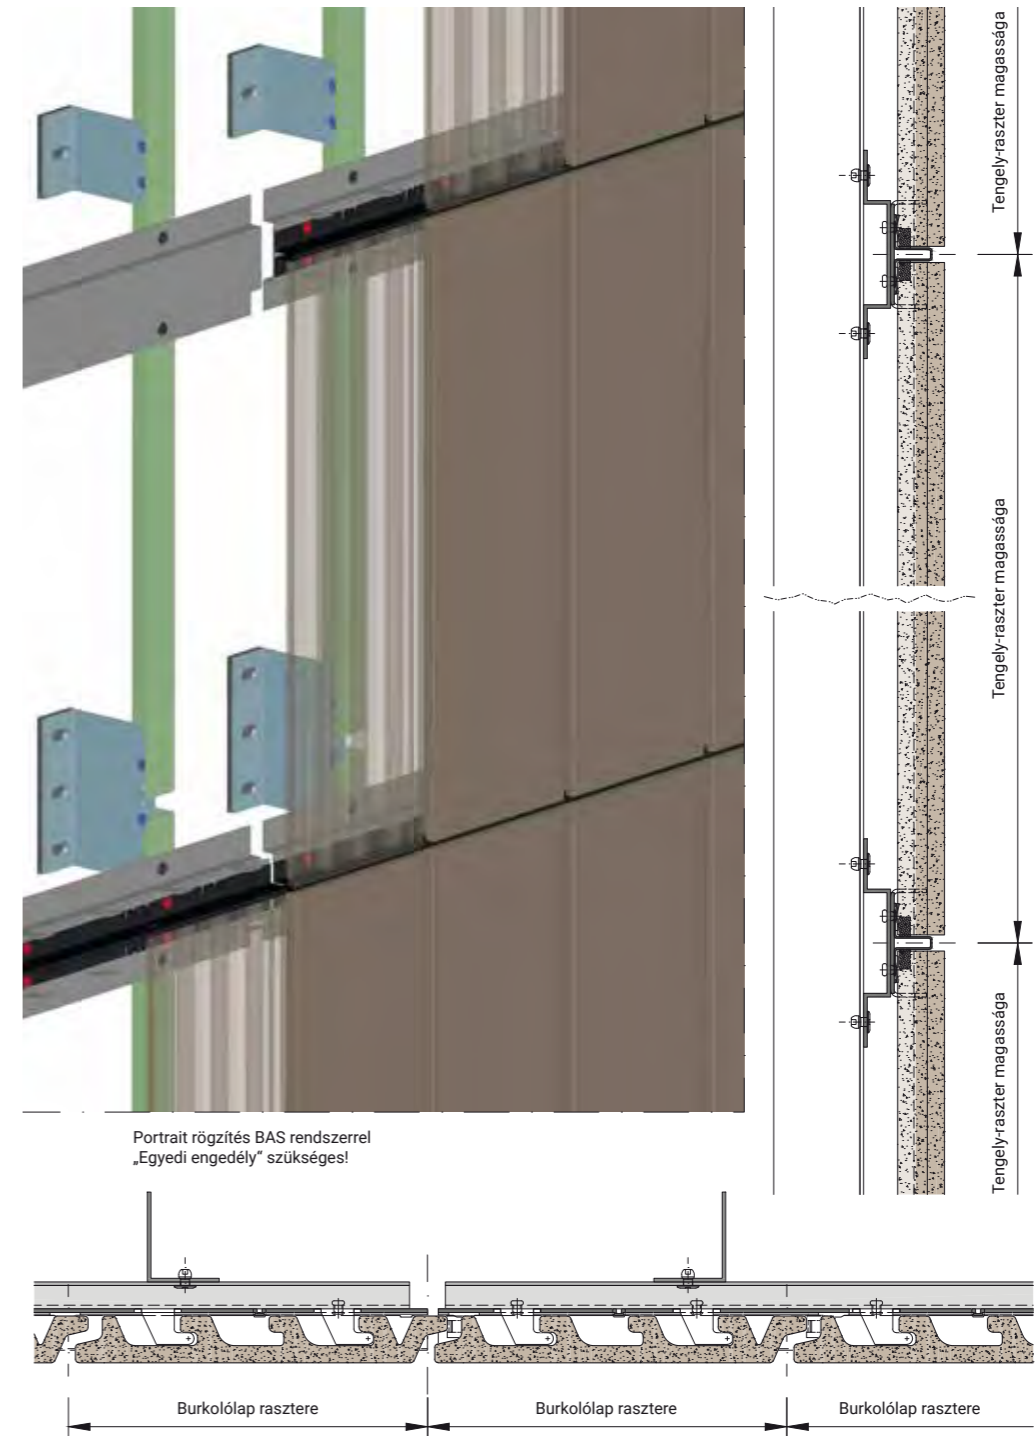 Tengely-raszter magassága
Tengely-raszter magassága
Tengely-raszter magassága
Portrait rögzítés BAS rendszerrel
„Egyedi engedély“ szükséges!
Burkolólap rasztere
Burkolólap rasztere
Burkolólap rasztere